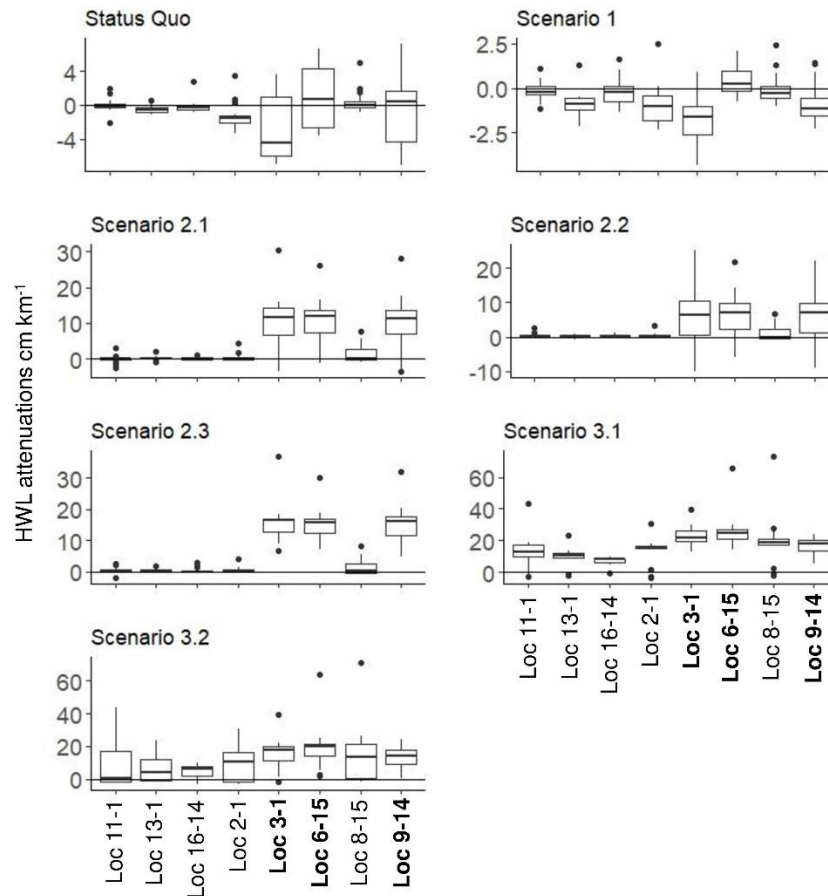 Status Quo
4
0
-4
Scenario 1
2.5
0.0
-2.5
Scenario 2.1
30
20
10
0
Scenario 2.2
20
10
0
-10
HWL attenuations cm km-1
Scenario 2.3
30
20
10
0
Scenario 3.1
60
40
20
0
Loc 11-1
Loc 13-1
Loc 16-14
Loc 2-1
Loc 3-1
Loc 6-15
Loc 8-15
Loc 9-14
Scenario 3.2
60
40
20
0
Loc 11-1
Loc 13-1
Loc 16-14
Loc 2-1
Loc 3-1
Loc 6-15
Loc 8-15
Loc 9-14